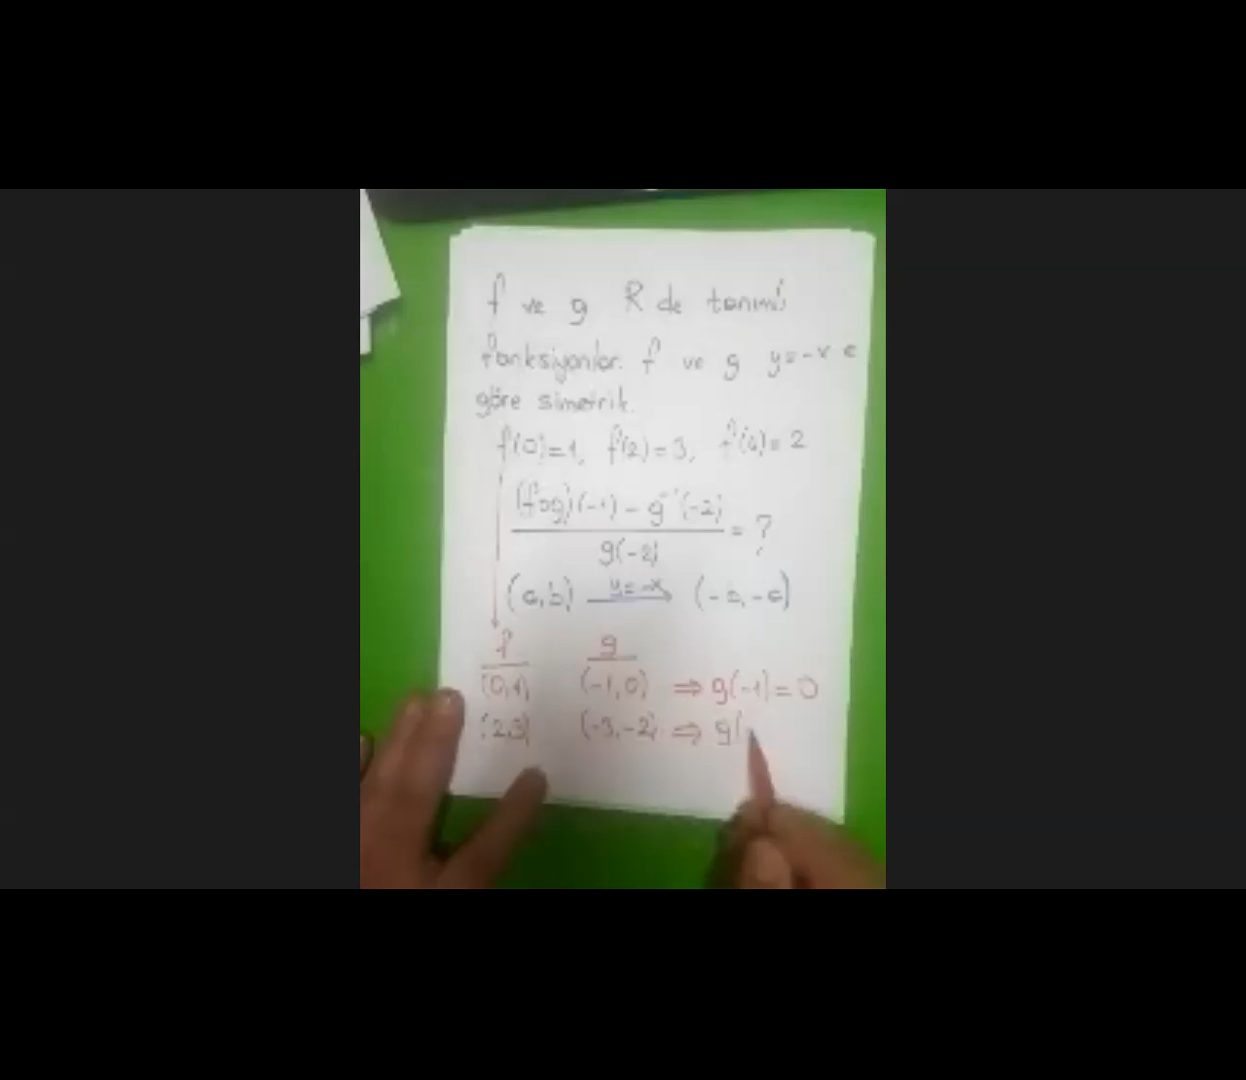 f ve g R de tanımlı
fonksiyonlar. f ve g y=-x e
göre simetrik.
f(0)=1, f(2)=3, f(4)=2
(fog)(-1) - g⁻¹(-2)
= ?
g(-2)
(a,b) y=-x (-b,-a)
f g
(0,1) (-1,0) ⇒ g(-1)=0
(2,3) (-3,-2) ⇒ g(